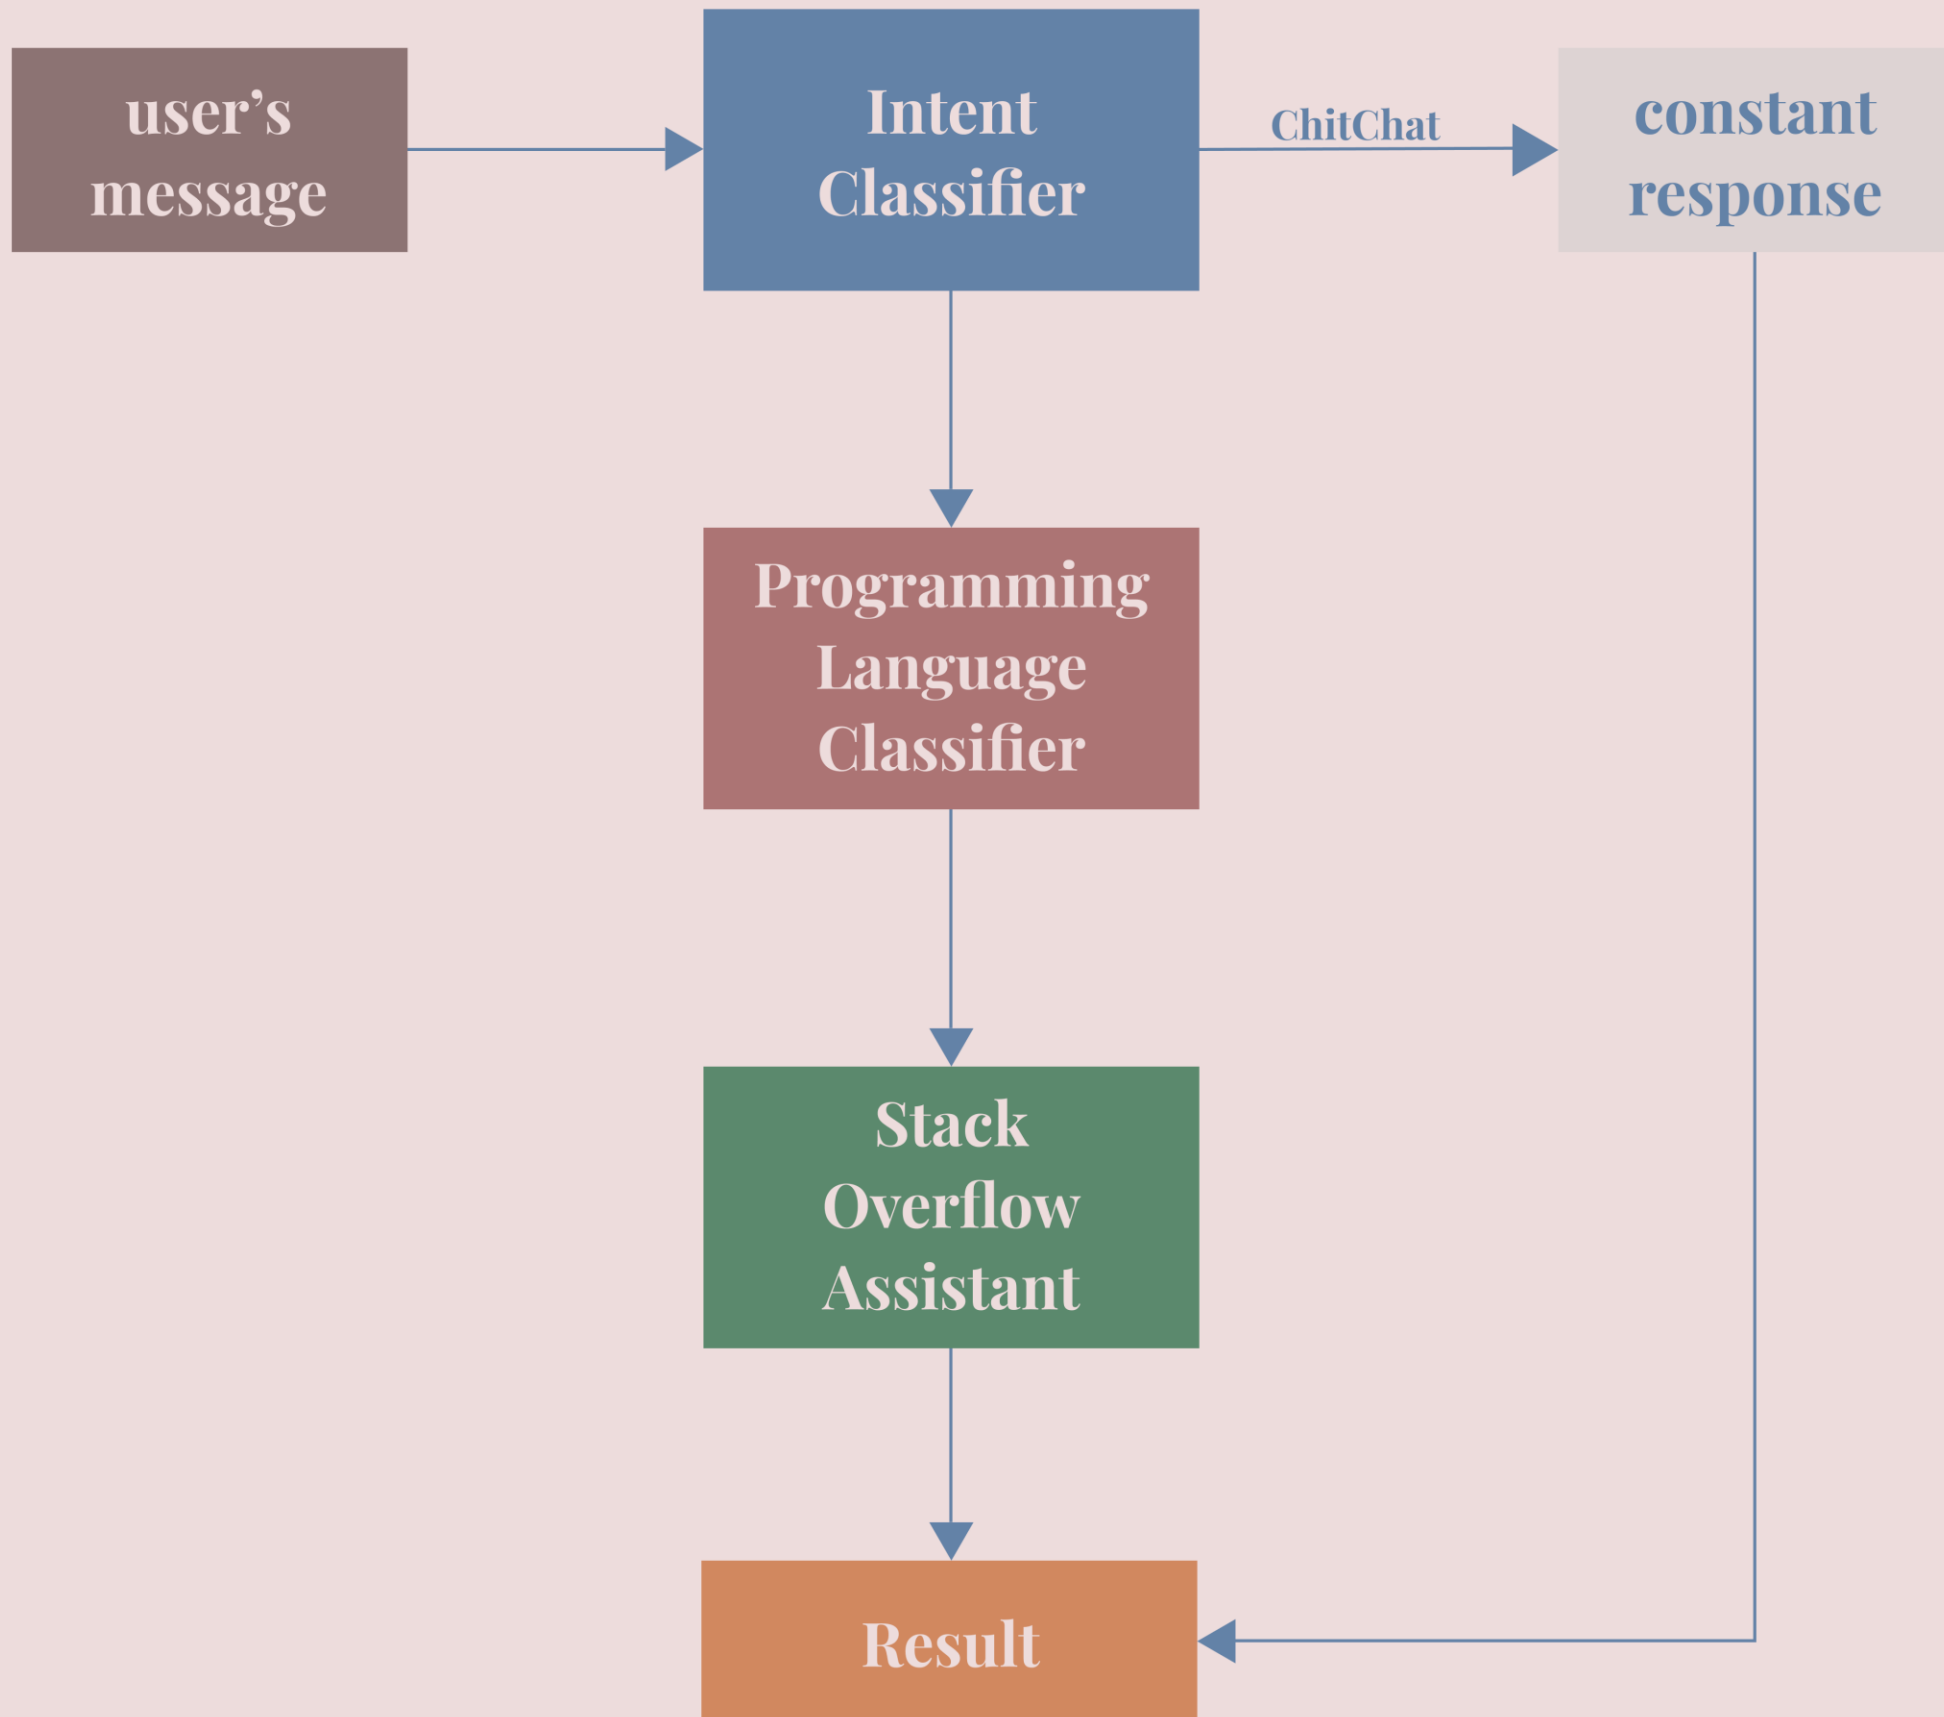 user’s
message
Intent
Classifier
ChitChat
constant
response
Programming
Language
Classifier
Stack
Overflow
Assistant
Result